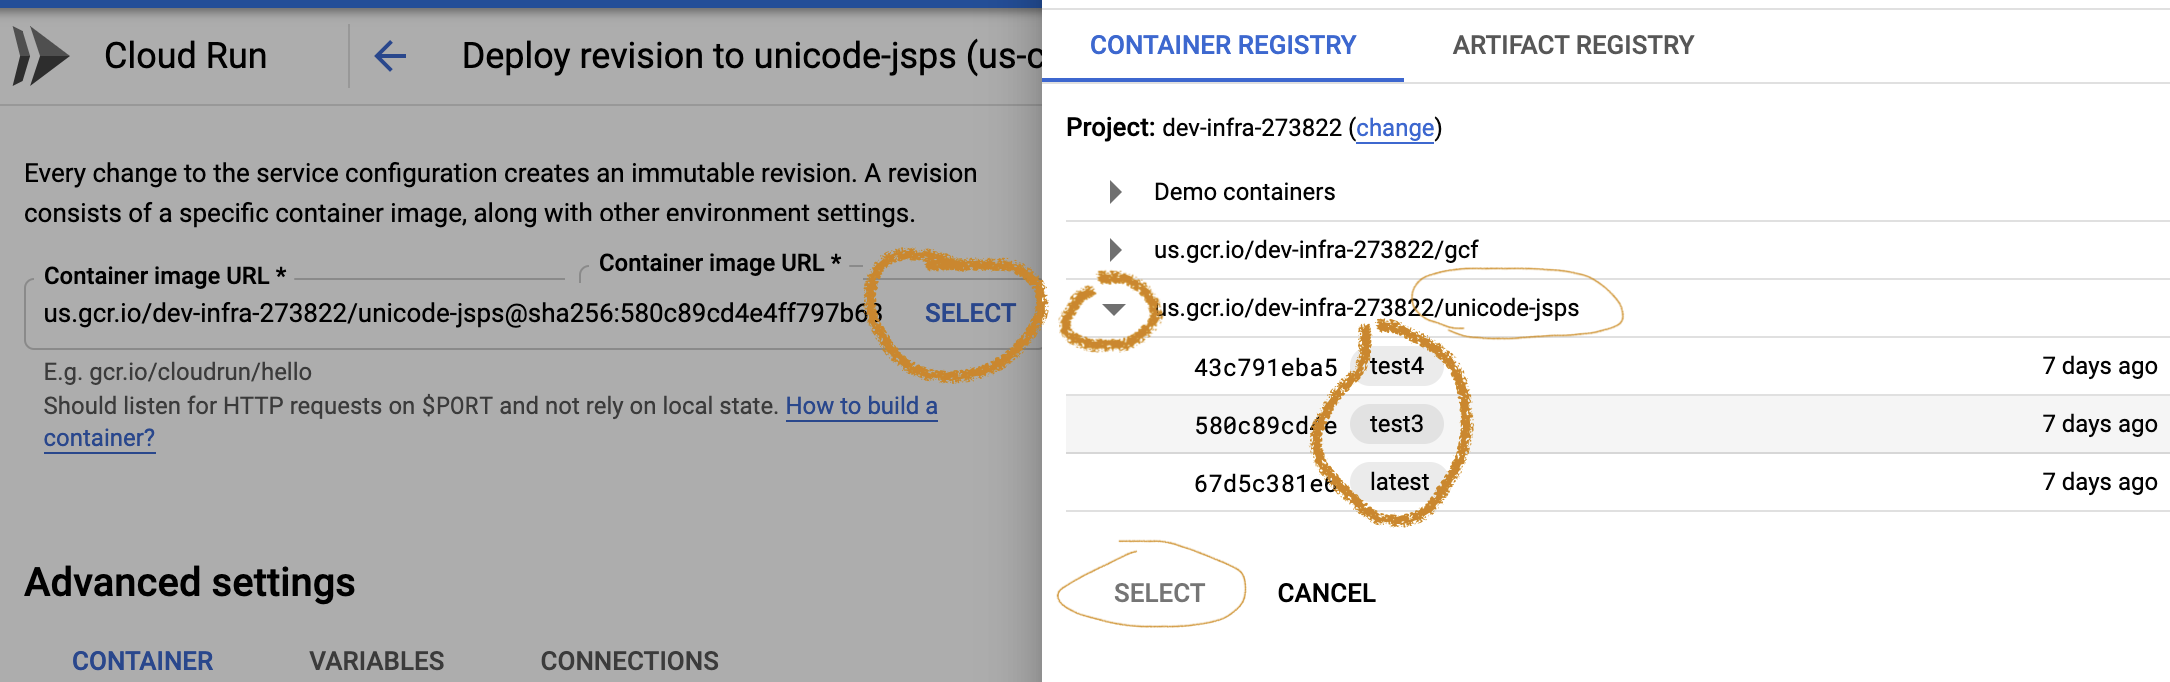 Cloud Run
Deploy revision to unicode-jsps (us-c
Every change to the service configuration creates an immutable revision. A revision
consists of a specific container image, along with other environment settings.
Container image URL *
Container image URL *
us.gcr.io/dev-infra-273822/unicode-jsps@sha256:580c89cd4e4ff797b63
SELECT
E.g. gcr.io/cloudrun/hello
Should listen for HTTP requests on $PORT and not rely on local state. How to build a
container?
Advanced settings
CONTAINER VARIABLES CONNECTIONS
CONTAINER REGISTRY ARTIFACT REGISTRY
Project: dev-infra-273822 (change)
Demo containers
us.gcr.io/dev-infra-273822/gcf
us.gcr.io/dev-infra-273822/unicode-jsps
43c791eba5 test4 7 days ago
580c89cd4e test3 7 days ago
67d5c381e6 latest 7 days ago
SELECT CANCEL